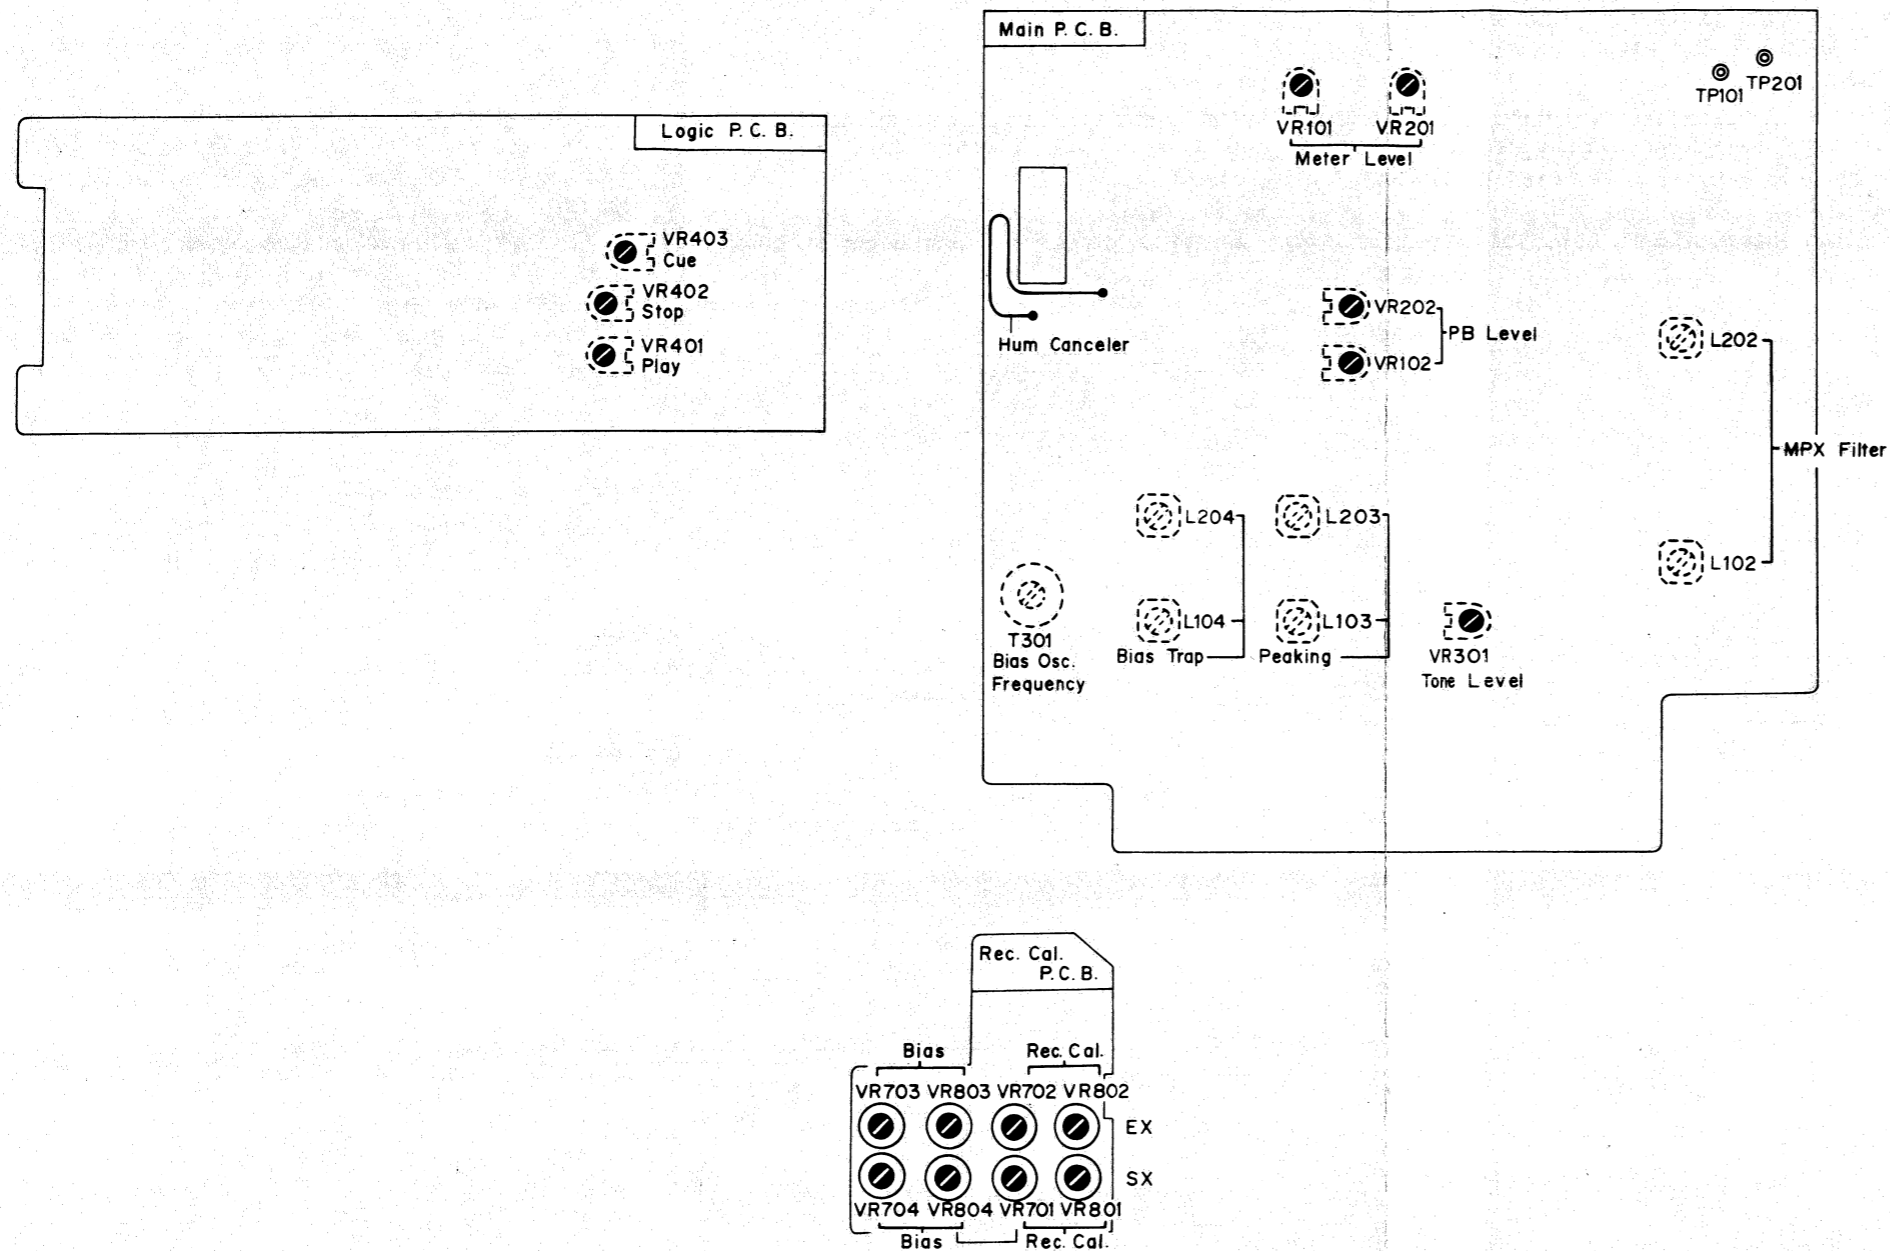 Logic P. C. B.
VR403
Cue
VR402
Stop
VR401
Play
Main P. C. B.
TP101 TP201
VR101 VR201
Meter Level
Hum Canceler
VR202
PB Level
VR102
L202
MPX Filter
L102
L204
L203
L104
L103
Bias Trap
Peaking
T301
Bias Osc.
Frequency
VR301
Tone Level
Rec. Cal.
P. C. B.
Bias Rec. Cal.
VR703 VR803 VR702 VR802
EX
SX
VR704 VR804 VR701 VR801
Bias Rec. Cal.